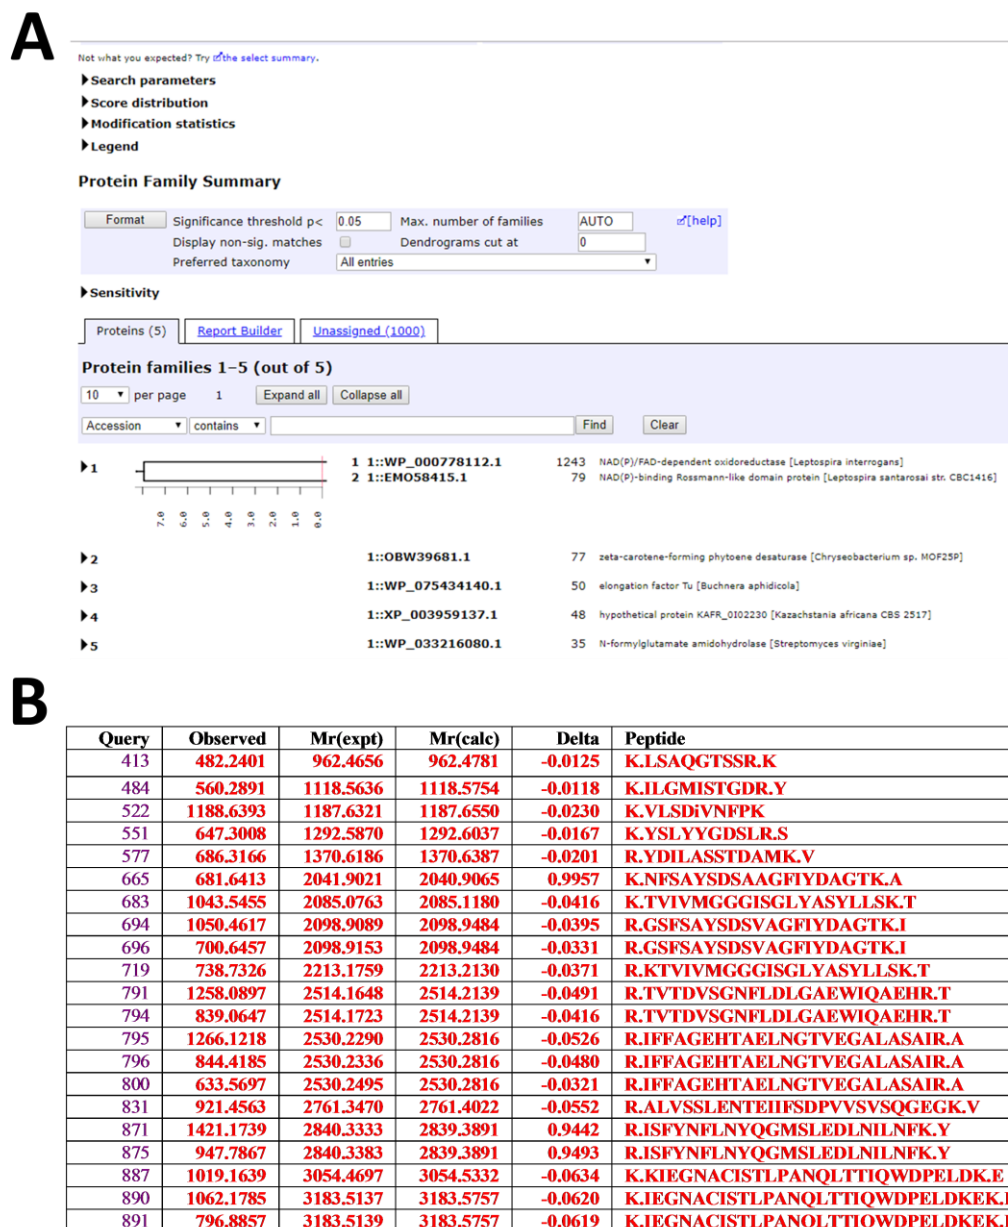 A
Not what you expected? Try the select summary.
Search parameters
Score distribution
Modification statistics
Legend
Protein Family Summary
Format Significance threshold p< 0.05 Max. number of families AUTO [help]
Display non-sig. matches Dendrograms cut at 0
Preferred taxonomy All entries
Sensitivity
Proteins (5) Report Builder Unassigned (1000)
Protein families 1–5 (out of 5)
10 per page 1 Expand all Collapse all
Accession contains Find Clear
1 1 1::WP_000778112.1 1243 NAD(P)/FAD-dependent oxidoreductase [Leptospira interrogans]
2 1::EMO58415.1 79 NAD(P)-binding Rossmann-like domain protein [Leptospira santarosai str. CBC1416]
7.0 6.0 5.0 4.0 3.0 2.0 1.0 0.0
2 1::OBW39681.1 77 zeta-carotene-forming phytoene desaturase [Chryseobacterium sp. MOF25P]
3 1::WP_075434140.1 50 elongation factor Tu [Buchnera aphidicola]
4 1::XP_003959137.1 48 hypothetical protein KAFR_0I02230 [Kazachstania africana CBS 2517]
5 1::WP_033216080.1 35 N-formylglutamate amidohydrolase [Streptomyces virginiae]
B
Query Observed Mr(expt) Mr(calc) Delta Peptide
413 482.2401 962.4656 962.4781 -0.0125 K.LSAQGTSSR.K
484 560.2891 1118.5636 1118.5754 -0.0118 K.ILGMISTGDR.Y
522 1188.6393 1187.6321 1187.6550 -0.0230 K.VLSDiVNFPK
551 647.3008 1292.5870 1292.6037 -0.0167 K.YSLYYGDSLR.S
577 686.3166 1370.6186 1370.6387 -0.0201 R.YDILASSTDAMK.V
665 681.6413 2041.9021 2040.9065 0.9957 K.NFSAYSDSAAGFIYDAGTK.A
683 1043.5455 2085.0763 2085.1180 -0.0416 K.TVIVMGGGISGLYASYLLSK.T
694 1050.4617 2098.9089 2098.9484 -0.0395 R.GSFSAYSDSVAGFIYDAGTK.I
696 700.6457 2098.9153 2098.9484 -0.0331 R.GSFSAYSDSVAGFIYDAGTK.I
719 738.7326 2213.1759 2213.2130 -0.0371 R.KTVIVMGGGISGLYASYLLSK.T
791 1258.0897 2514.1648 2514.2139 -0.0491 R.TVTDVSGNFLDLGAEWIQAEHR.T
794 839.0647 2514.1723 2514.2139 -0.0416 R.TVTDVSGNFLDLGAEWIQAEHR.T
795 1266.1218 2530.2290 2530.2816 -0.0526 R.IFFAGEHTAELNGTVEGALASAIR.A
796 844.4185 2530.2336 2530.2816 -0.0480 R.IFFAGEHTAELNGTVEGALASAIR.A
800 633.5697 2530.2495 2530.2816 -0.0321 R.IFFAGEHTAELNGTVEGALASAIR.A
831 921.4563 2761.3470 2761.4022 -0.0552 R.ALVSSLENTEIIFSDPVVSVSQGEGK.V
871 1421.1739 2840.3333 2839.3891 0.9442 R.ISFYNFLNYQGMSLEDLNILNFK.Y
875 947.7867 2840.3383 2839.3891 0.9493 R.ISFYNFLNYQGMSLEDLNILNFK.Y
887 1019.1639 3054.4697 3054.5332 -0.0634 K.KIEGNACISTLPANQLTTIQWDPELDK.E
890 1062.1785 3183.5137 3183.5757 -0.0620 K.IEGNACISTLPANQLTTIQWDPELDKEK.
891 796.8857 3183.5139 3183.5757 -0.0619 K.IEGNACISTLPANQLTTIQWDPELDKEK.